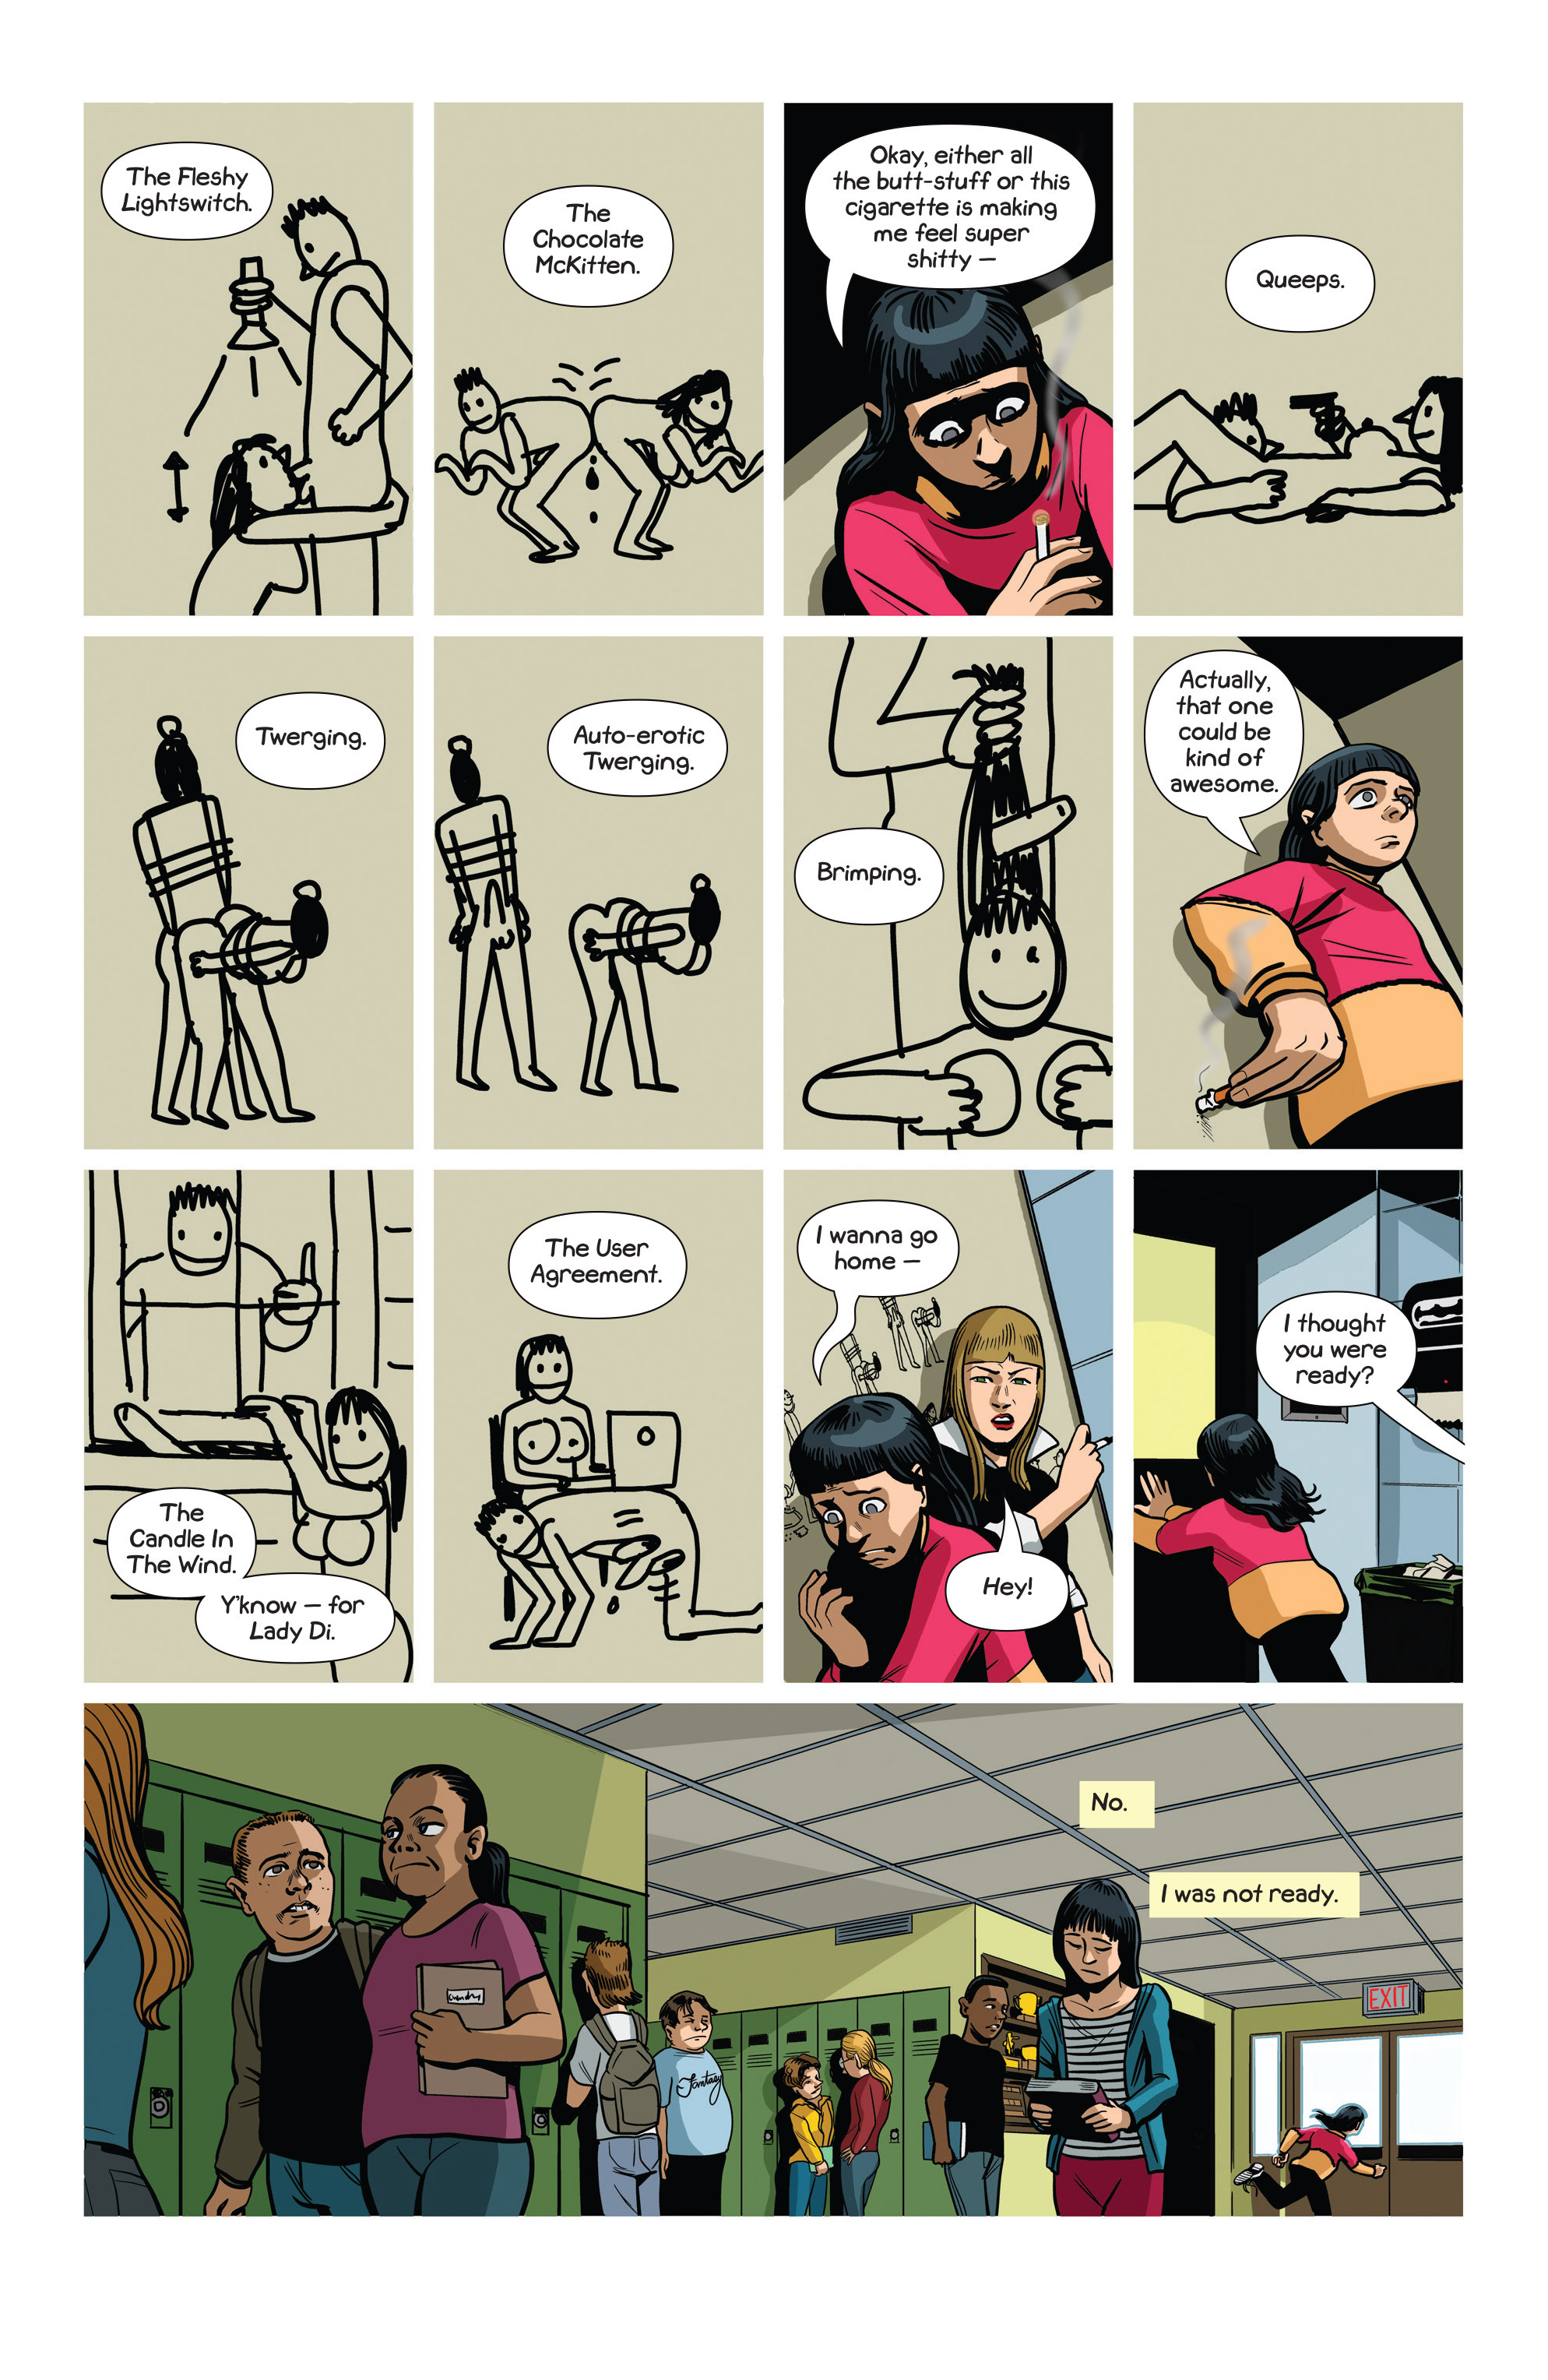 The Fleshy
Lightswitch.
The
Chocolate
McKitten.
Okay, either all
the butt-stuff or this
cigarette is making
me feel super
shitty —
Queeps.
Twerging.
Auto-erotic
Twerging.
Brimping.
Actually,
that one
could be
kind of
awesome.
The
Candle In
The Wind.
Y'know — for
Lady Di.
The User
Agreement.
I wanna go
home —
Hey!
I thought
you were
ready?
No.
I was not ready.
Fantasy
EXIT